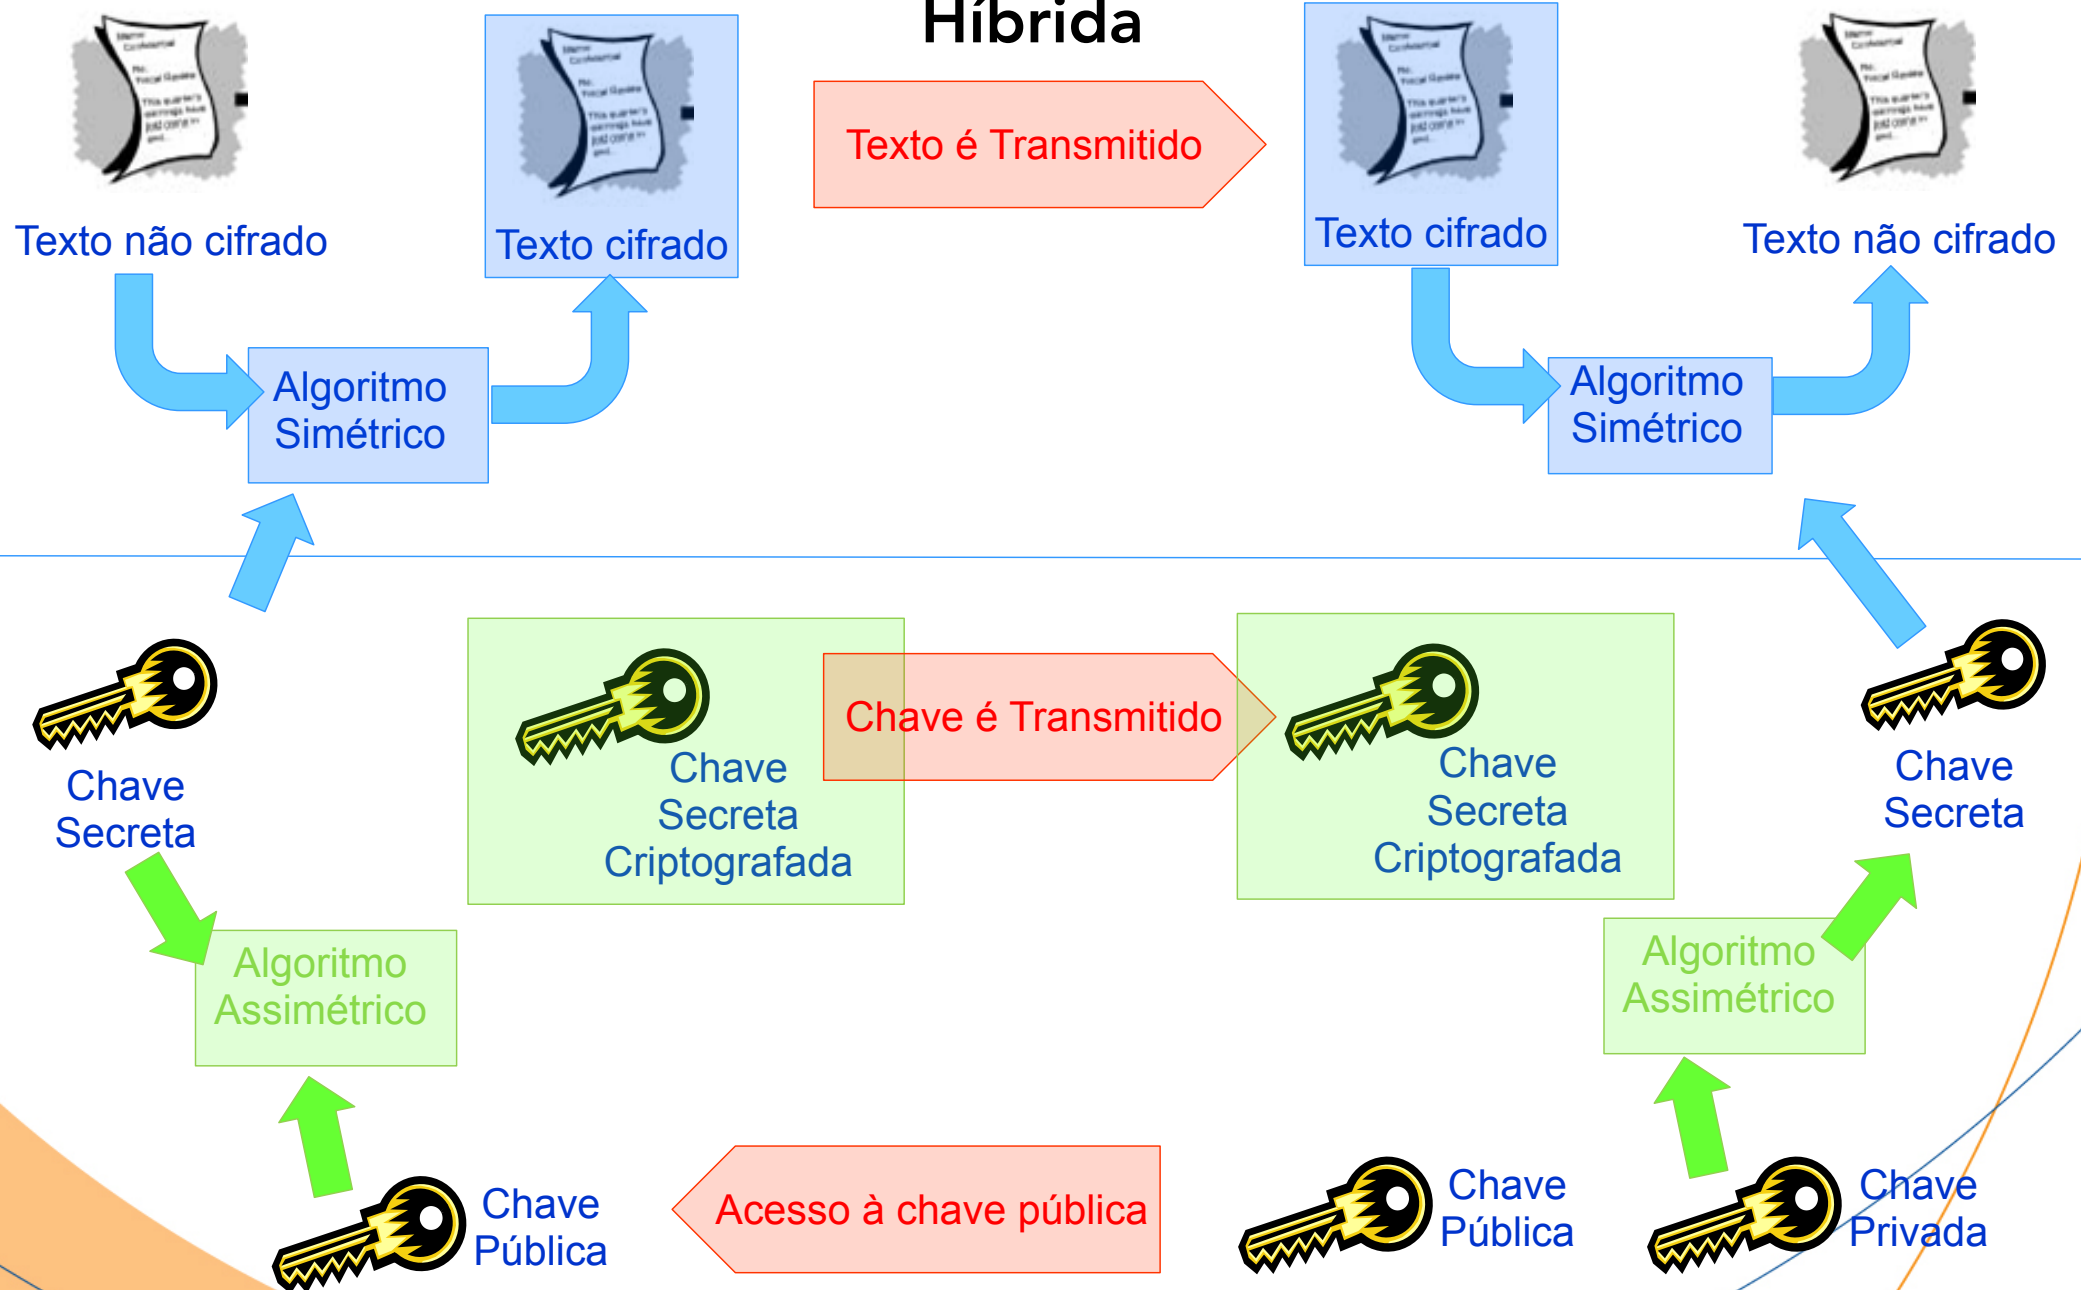 Híbrida
Texto é Transmitido
Texto não cifrado
Texto cifrado
Texto cifrado
Texto não cifrado
Algoritmo
Simétrico
Algoritmo
Simétrico
Chave é Transmitido
Chave
Secreta
Chave
Secreta
Criptografada
Chave
Secreta
Criptografada
Chave
Secreta
Algoritmo
Assimétrico
Algoritmo
Assimétrico
Chave
Pública
Acesso à chave pública
Chave
Pública
Chave
Privada